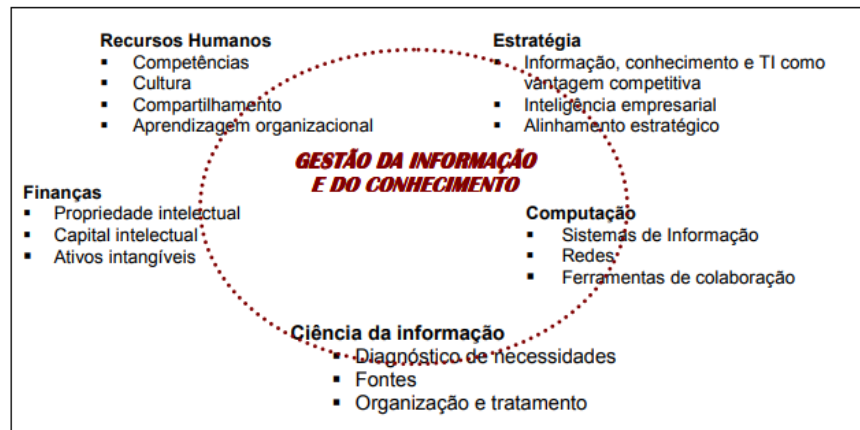 Recursos Humanos
▪ Competências
▪ Cultura
▪ Compartilhamento
▪ Aprendizagem organizacional
Estratégia
▪ Informação, conhecimento e TI como
vantagem competitiva
▪ Inteligência empresarial
▪ Alinhamento estratégico
GESTÃO DA INFORMAÇÃO
E DO CONHECIMENTO
Finanças
▪ Propriedade intelectual
▪ Capital intelectual
▪ Ativos intangíveis
Computação
▪ Sistemas de Informação
▪ Redes
▪ Ferramentas de colaboração
Ciência da informação
▪ Diagnóstico de necessidades
▪ Fontes
▪ Organização e tratamento